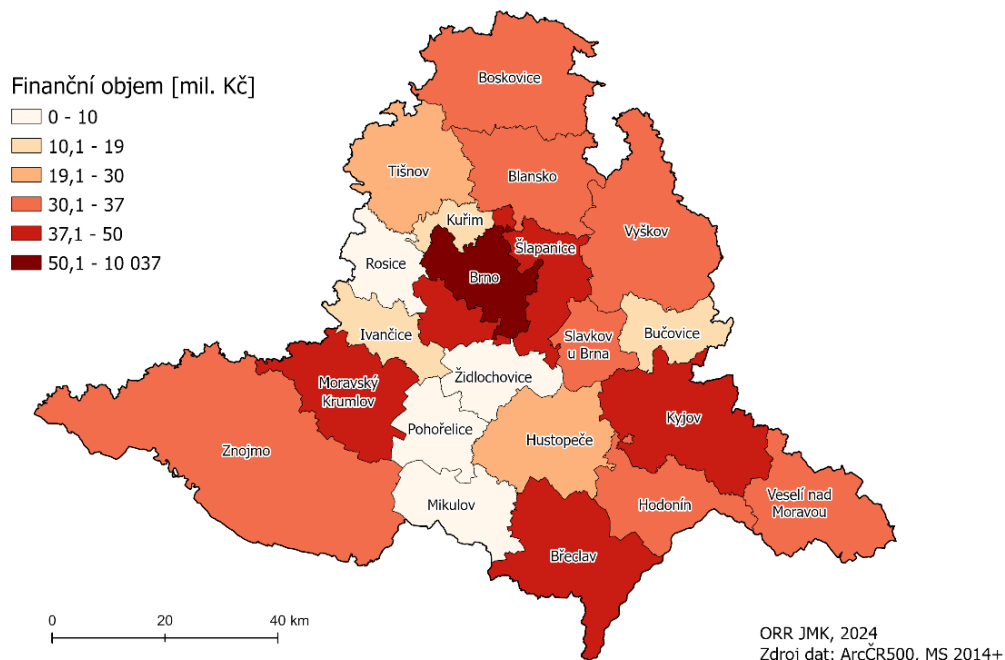 Finanční objem [mil. Kč]
0 - 10
10,1 - 19
19,1 - 30
30,1 - 37
37,1 - 50
50,1 - 10 037
Boskovice
Tišnov
Blansko
Kuřim
Vyškov
Šlapanice
Rosice
Brno
Ivančice
Slavkov
u Brna
Bučovice
Židlochovice
Moravský
Krumlov
Kyjov
Pohořelice
Hustopeče
Znojmo
Mikulov
Hodonín
Veselí nad
Moravou
Břeclav
0 20 40 km
ORR JMK, 2024
Zdroj dat: ArcČR500, MS 2014+